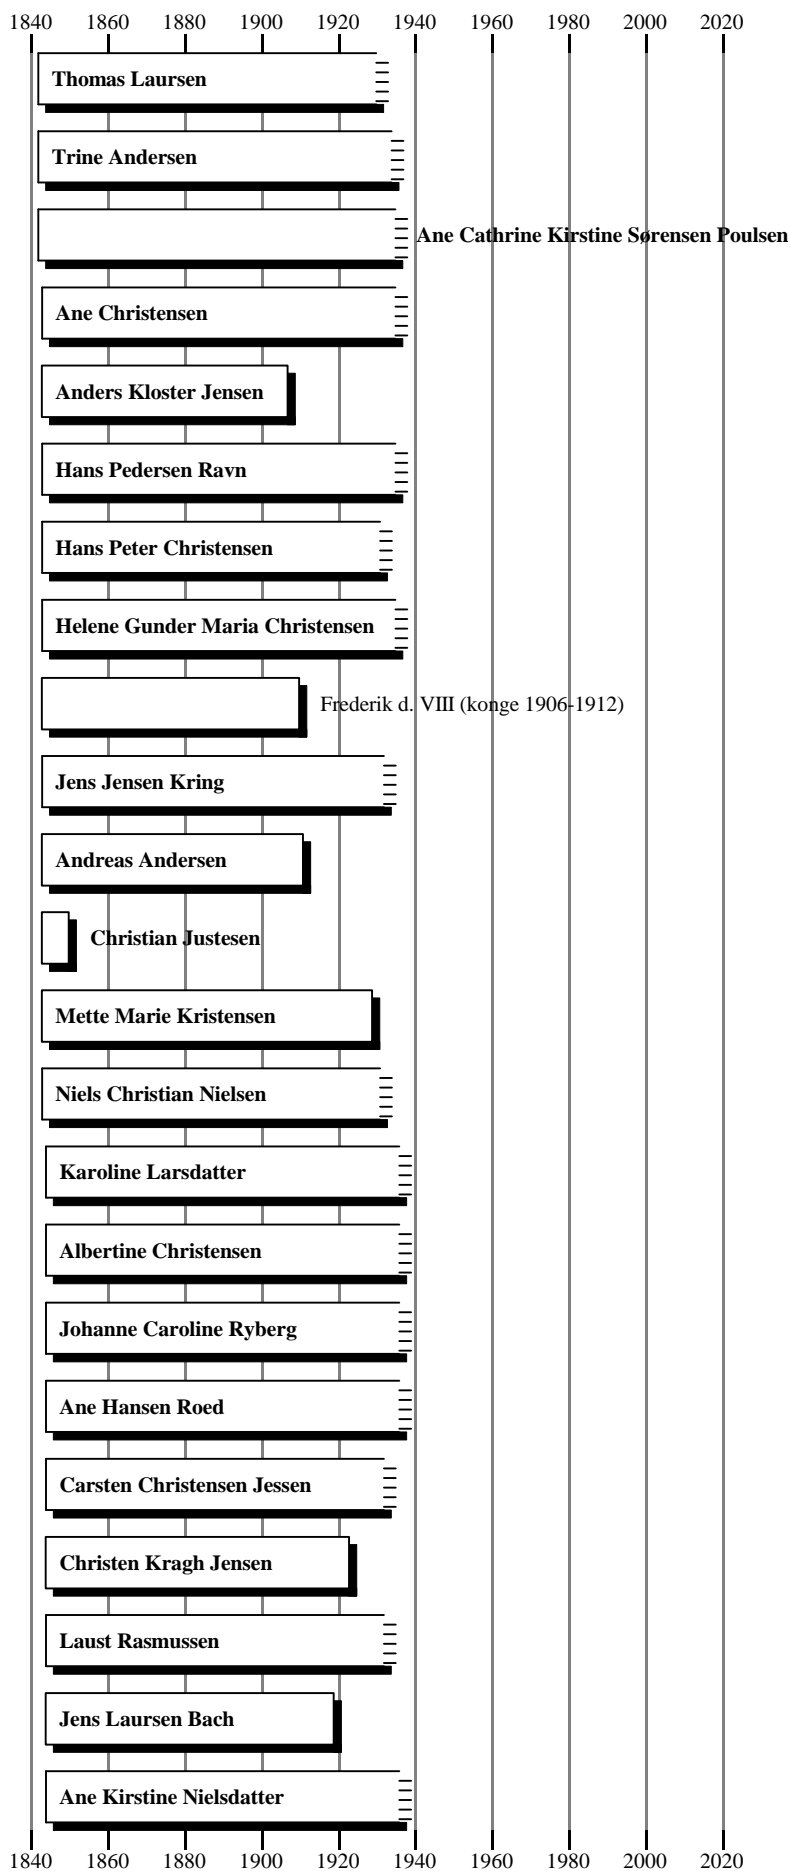 1840 1860 1880 1900 1920 1940 1960 1980 2000 2020
Thomas Laursen
Trine Andersen
Ane Cathrine Kirstine Sørensen Poulsen
Ane Christensen
Anders Kloster Jensen
Hans Pedersen Ravn
Hans Peter Christensen
Helene Gunder Maria Christensen
Frederik d. VIII (konge 1906-1912)
Jens Jensen Kring
Andreas Andersen
Christian Justesen
Mette Marie Kristensen
Niels Christian Nielsen
Karoline Larsdatter
Albertine Christensen
Johanne Caroline Ryberg
Ane Hansen Roed
Carsten Christensen Jessen
Christen Kragh Jensen
Laust Rasmussen
Jens Laursen Bach
Ane Kirstine Nielsdatter
1840 1860 1880 1900 1920 1940 1960 1980 2000 2020